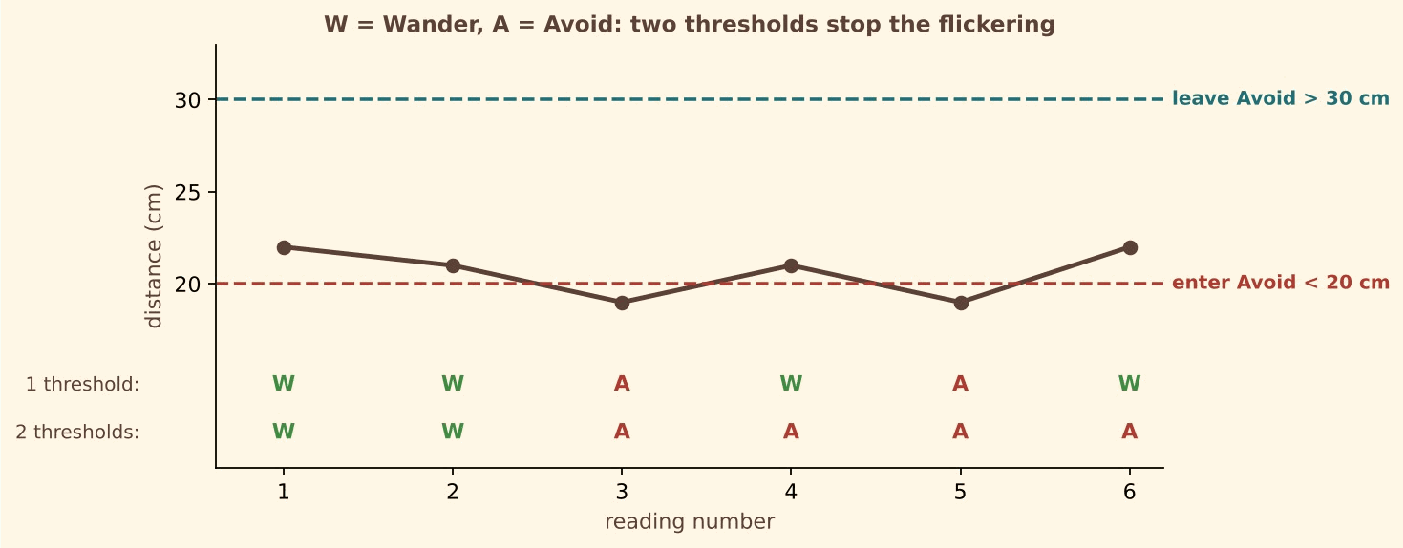 W = Wander, A = Avoid: two thresholds stop the flickering
30
leave Avoid > 30 cm
25
distance (cm)
20
enter Avoid < 20 cm
1 threshold: W W A W A W
2 thresholds: W W A A A A
1 2 3 4 5 6
reading number